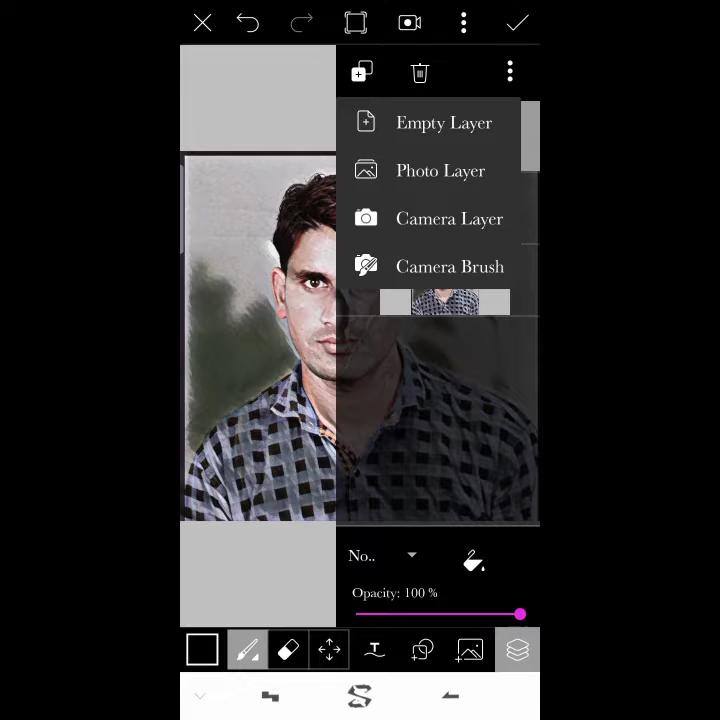 Empty Layer
Photo Layer
Camera Layer
Camera Brush
No..
Opacity: 100 %